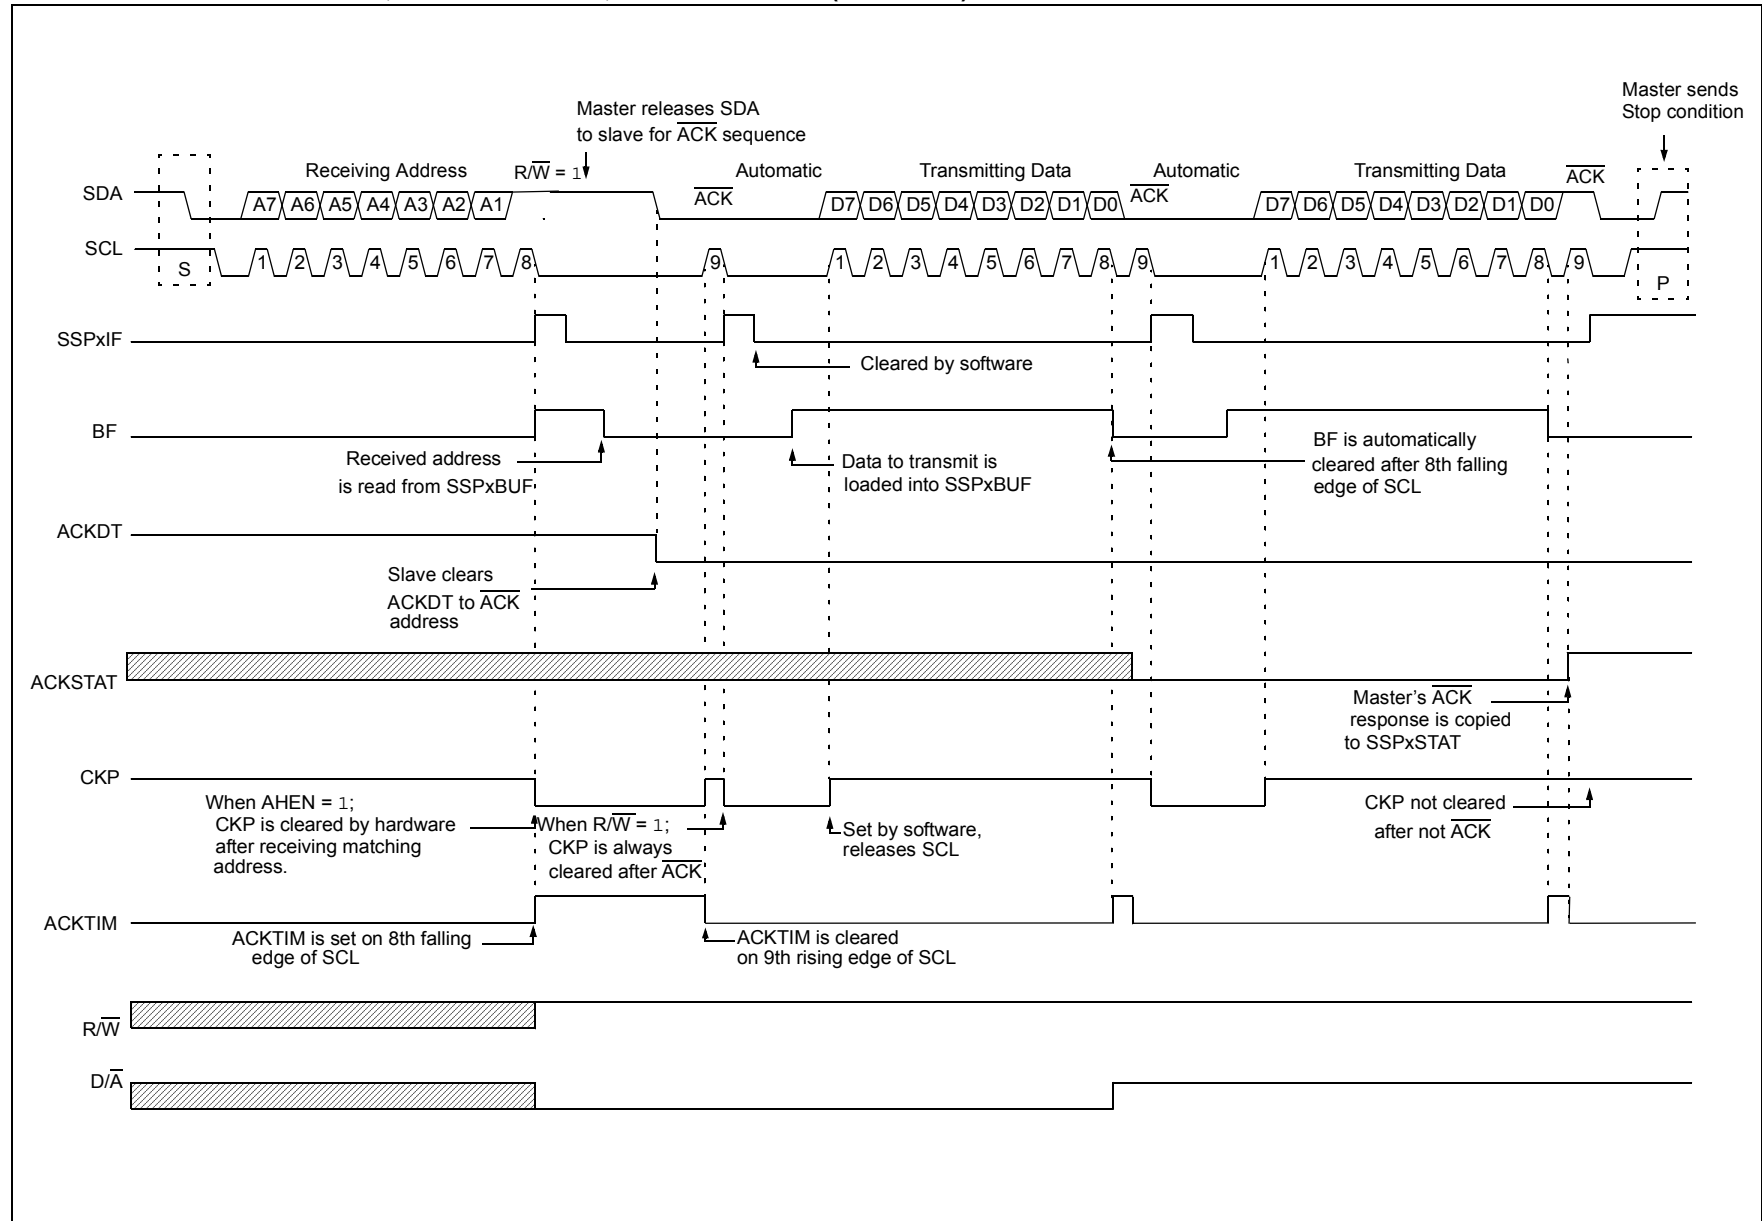 Master sends
Stop condition
Master releases SDA
to slave for A̅C̅K̅ sequence
Receiving Address
R/W̅ = 1
Automatic
Transmitting Data
Automatic
Transmitting Data
A̅C̅K̅
SDA
A7 A6 A5 A4 A3 A2 A1
A̅C̅K̅
D7 D6 D5 D4 D3 D2 D1 D0
A̅C̅K̅
D7 D6 D5 D4 D3 D2 D1 D0
SCL
S
1 2 3 4 5 6 7 8 9
1 2 3 4 5 6 7 8 9
1 2 3 4 5 6 7 8 9
P
SSPxIF
Cleared by software
BF
Received address
is read from SSPxBUF
Data to transmit is
loaded into SSPxBUF
BF is automatically
cleared after 8th falling
edge of SCL
ACKDT
Slave clears
ACKDT to A̅C̅K̅
address
ACKSTAT
Master's A̅C̅K̅
response is copied
to SSPxSTAT
CKP
When AHEN = 1;
CKP is cleared by hardware
after receiving matching
address.
When R/W̅ = 1;
CKP is always
cleared after A̅C̅K̅
Set by software,
releases SCL
CKP not cleared
after not A̅C̅K̅
ACKTIM
ACKTIM is set on 8th falling
edge of SCL
ACKTIM is cleared
on 9th rising edge of SCL
R/W̅
D/A̅